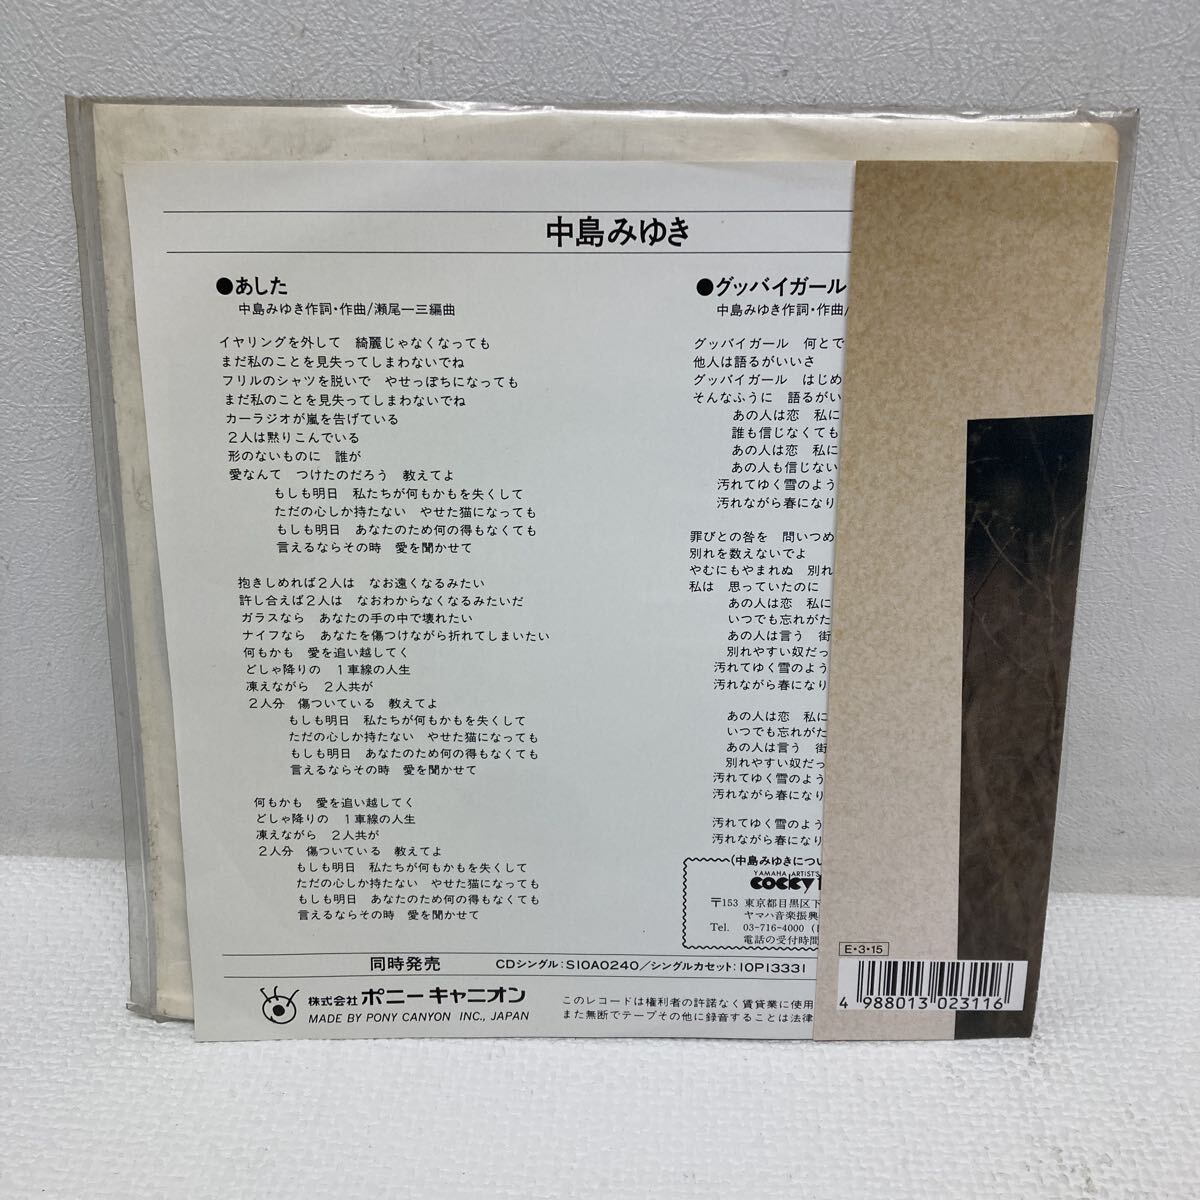 中島みゆき
●あした
中島みゆき作詞・作曲/瀬尾一三編曲
イヤリングを外して 綺麗じゃなくなっても
まだ私のことを見失ってしまわないでね
フリルのシャツを脱いで やせっぽちになっても
まだ私のことを見失ってしまわないでね
カーラジオが嵐を告げている
2人は黙りこんでいる
形のないものに 誰が
愛なんて つけたのだろう 教えてよ
もしも明日 私たちが何もかもを失くして
ただの心しか持たない やせた猫になっても
もしも明日 あなたのため何の得もなくても
言えるならその時 愛を聞かせて
抱きしめれば2人は なお遠くなるみたい
許し合えば2人は なおわからなくなるみたいだ
ガラスなら あなたの手の中で壊れたい
ナイフなら あなたを傷つけながら折れてしまいたい
何もかも 愛を追い越してく
どしゃ降りの 1車線の人生
凍えながら 2人共が
2人分 傷ついている 教えてよ
もしも明日 私たちが何もかもを失くして
ただの心しか持たない やせた猫になっても
もしも明日 あなたのため何の得もなくても
言えるならその時 愛を聞かせて
何もかも 愛を追い越してく
どしゃ降りの 1車線の人生
凍えながら 2人共が
2人分 傷ついている 教えてよ
もしも明日 私たちが何もかもを失くして
ただの心しか持たない やせた猫になっても
もしも明日 あなたのため何の得もなくても
言えるならその時 愛を聞かせて
●グッバイガール
中島みゆき作詞・作曲/
グッバイガール 何とで
他人は語るがいいさ
グッバイガール はじめ
そんなふうに 語るがい
あの人は恋 私に
誰も信じなくても
あの人は恋 私に
あの人も信じない
汚れてゆく雪のよう
汚れながら春になり
罪びとの咎を 問いつめ
別れを数えないでよ
やむにもやまれぬ 別れ
私は 思っていたのに
あの人は恋 私に
いつでも忘れがた
あの人は言う 街
別れやすい奴だっ
汚れてゆく雪のよう
汚れながら春になり
あの人は恋 私に
いつでも忘れがた
あの人は言う 街
別れやすい奴だっ
汚れてゆく雪のよう
汚れながら春になり
汚れてゆく雪のよう
汚れながら春になり
(中島みゆきについ
YAMAHA ARTIST'S
COCKY
〒153 東京都目黒区下
ヤマハ音楽振興
Tel. 03-716-4000 (
電話の受付時間
同時発売 CDシングル:S10A0240/シングルカセット:10P13331
株式会社 ポニーキャニオン
MADE BY PONY CANYON INC., JAPAN
このレコードは権利者の許諾なく賃貸業に使用
また無断でテープその他に録音することは法律
E・3・15
4 988013 023116